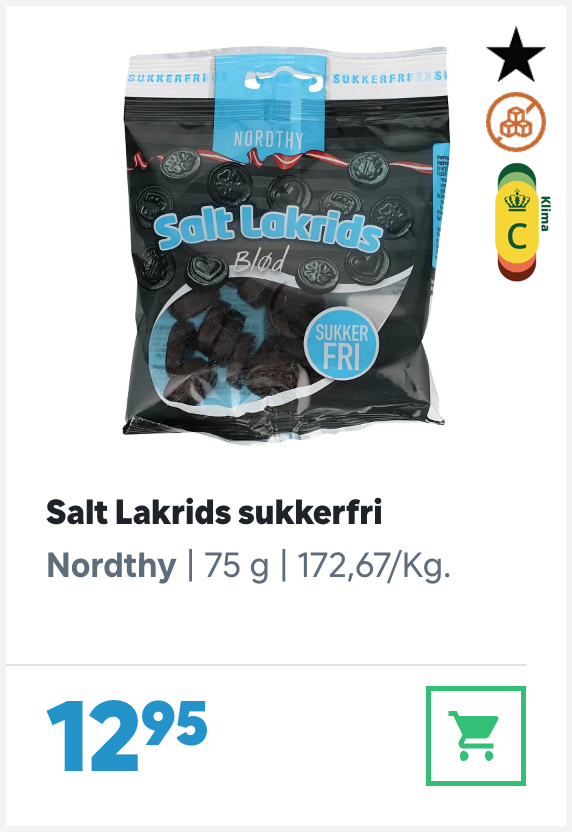 SUKKERFRI
SUKKERFRI
NORDTHY
Salt Lakrids
Blød
SUKKER
FRI
C
Klima
Salt Lakrids sukkerfri
Nordthy | 75 g | 172,67/Kg.
1295